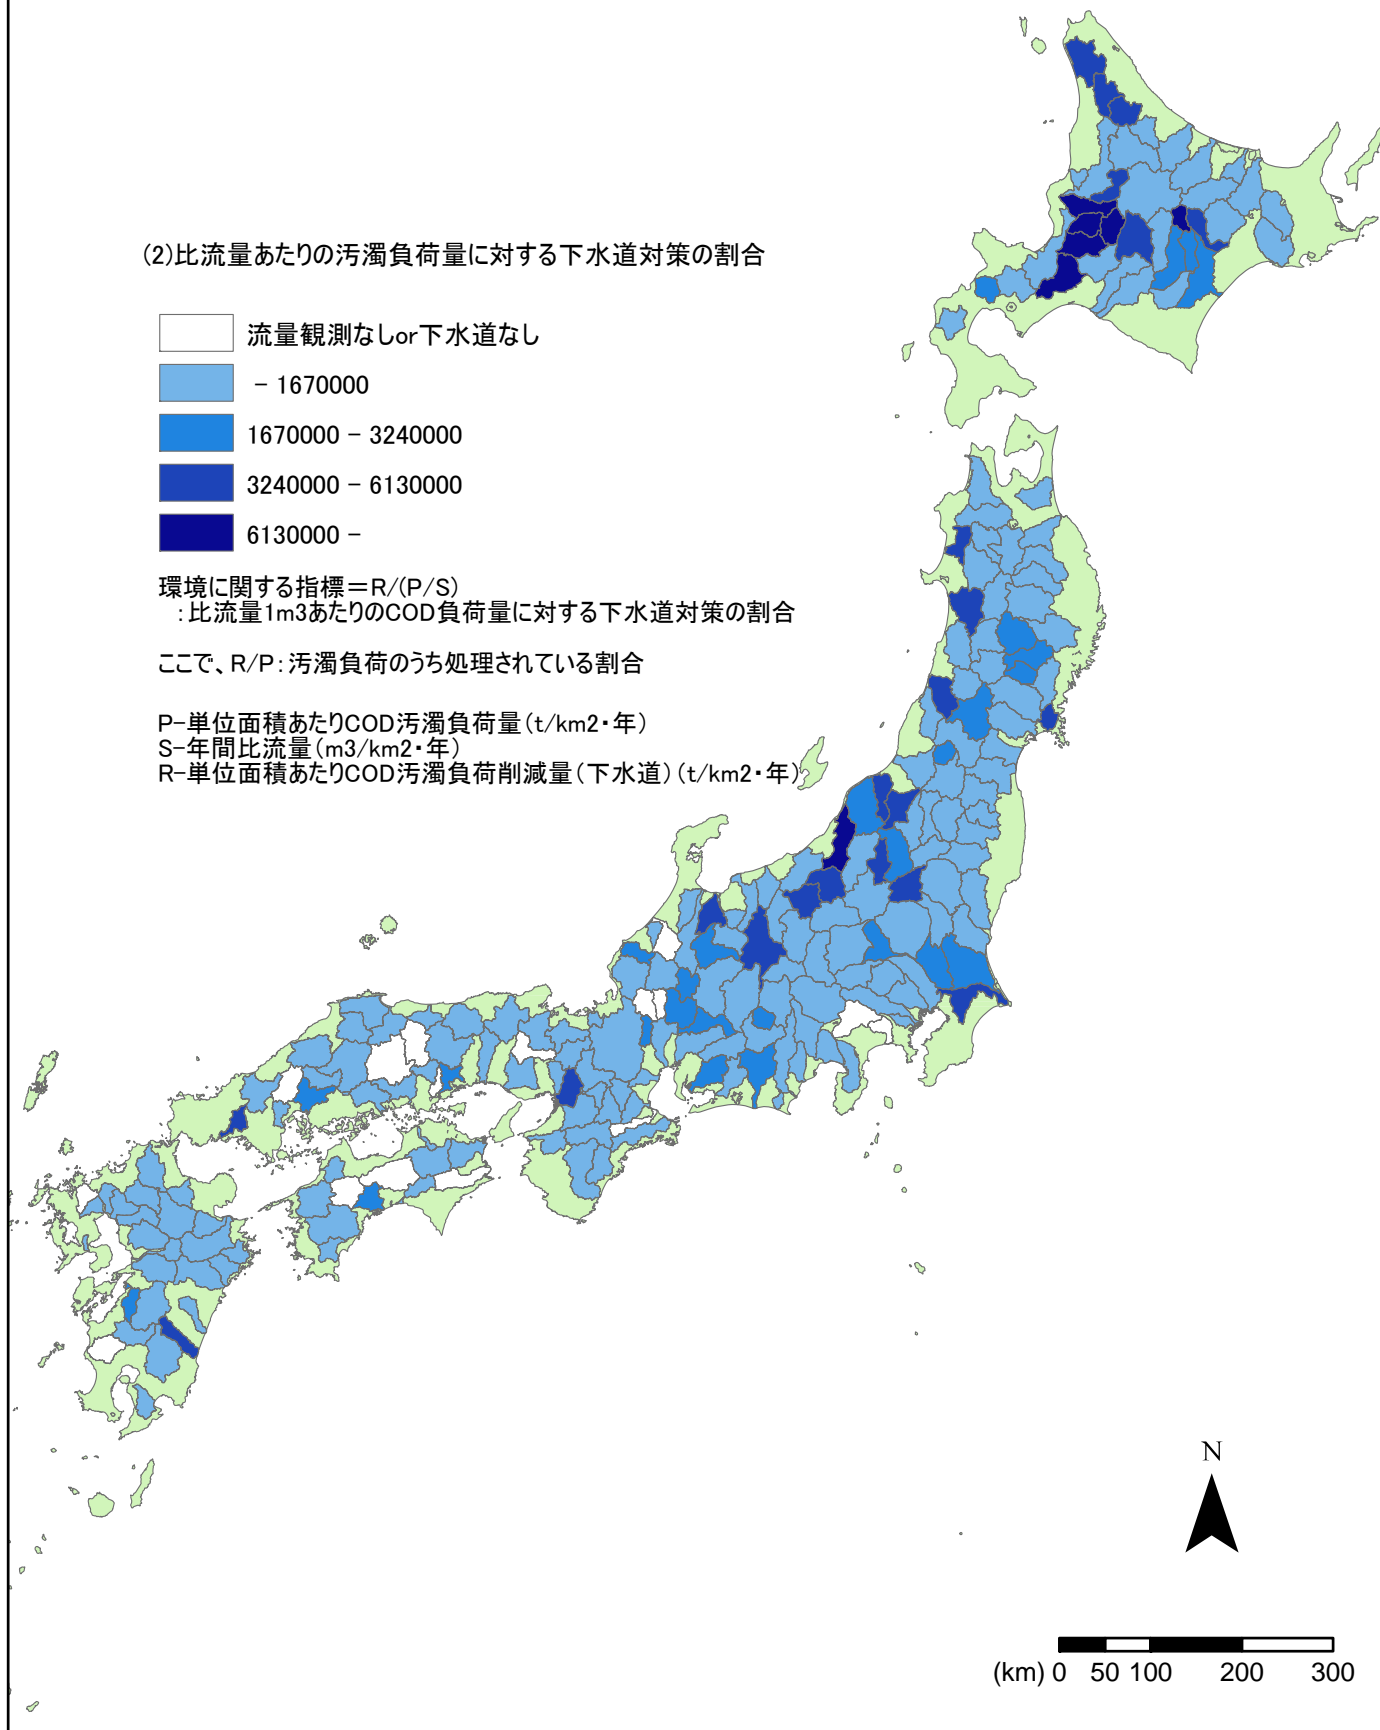 (2)比流量あたりの汚濁負荷量に対する下水道対策の割合
流量観測なしor下水道なし
- 1670000
1670000 - 3240000
3240000 - 6130000
6130000 -
環境に関する指標＝R/(P/S)
：比流量1m3あたりのCOD負荷量に対する下水道対策の割合
ここで、R/P：汚濁負荷のうち処理されている割合
P-単位面積あたりCOD汚濁負荷量(t/km2・年)
S-年間比流量(m3/km2・年)
R-単位面積あたりCOD汚濁負荷削減量(下水道)(t/km2・年)
N
(km) 0 50 100 200 300